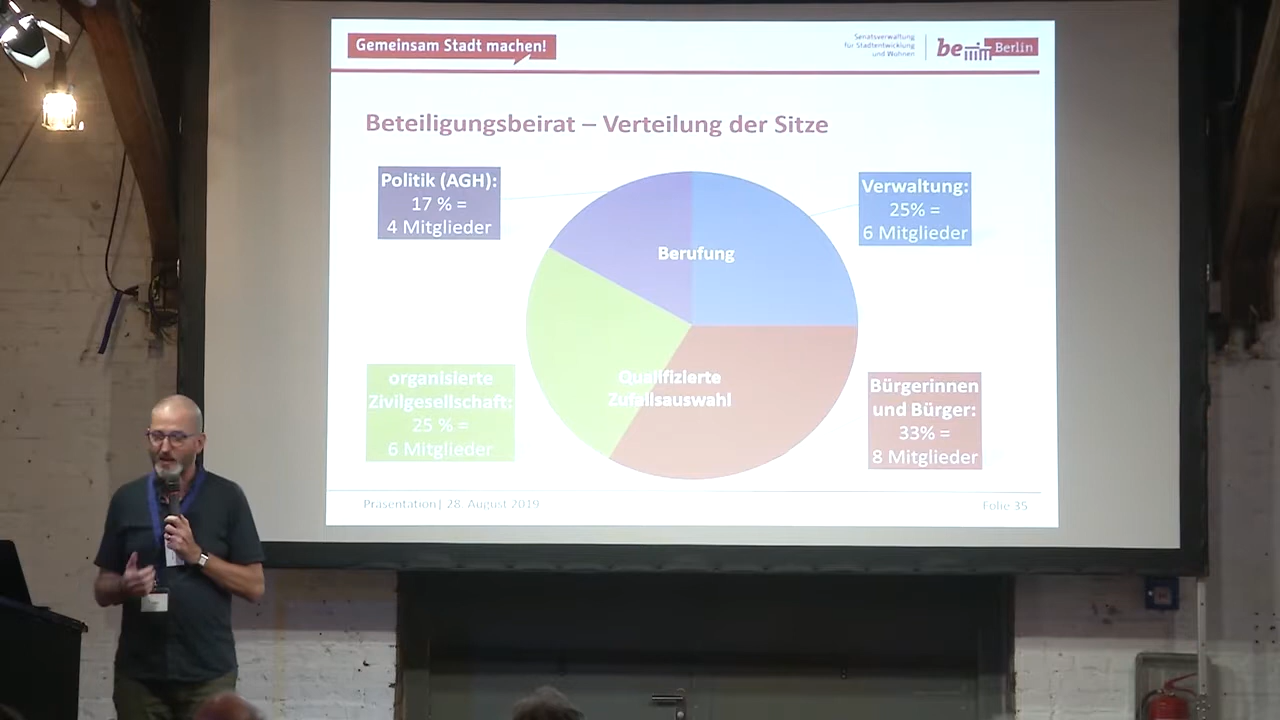 Gemeinsam Stadt machen!
Senatsverwaltung
für Stadtentwicklung
und Wohnen
be Berlin
Beteiligungsbeirat – Verteilung der Sitze
Politik (AGH):
17 % =
4 Mitglieder
Verwaltung:
25% =
6 Mitglieder
Berufung
organisierte
Zivilgesellschaft:
25 % =
6 Mitglieder
Qualifizierte
Zufallsauswahl
Bürgerinnen
und Bürger:
33% =
8 Mitglieder
Präsentation| 28. August 2019
Folie 35